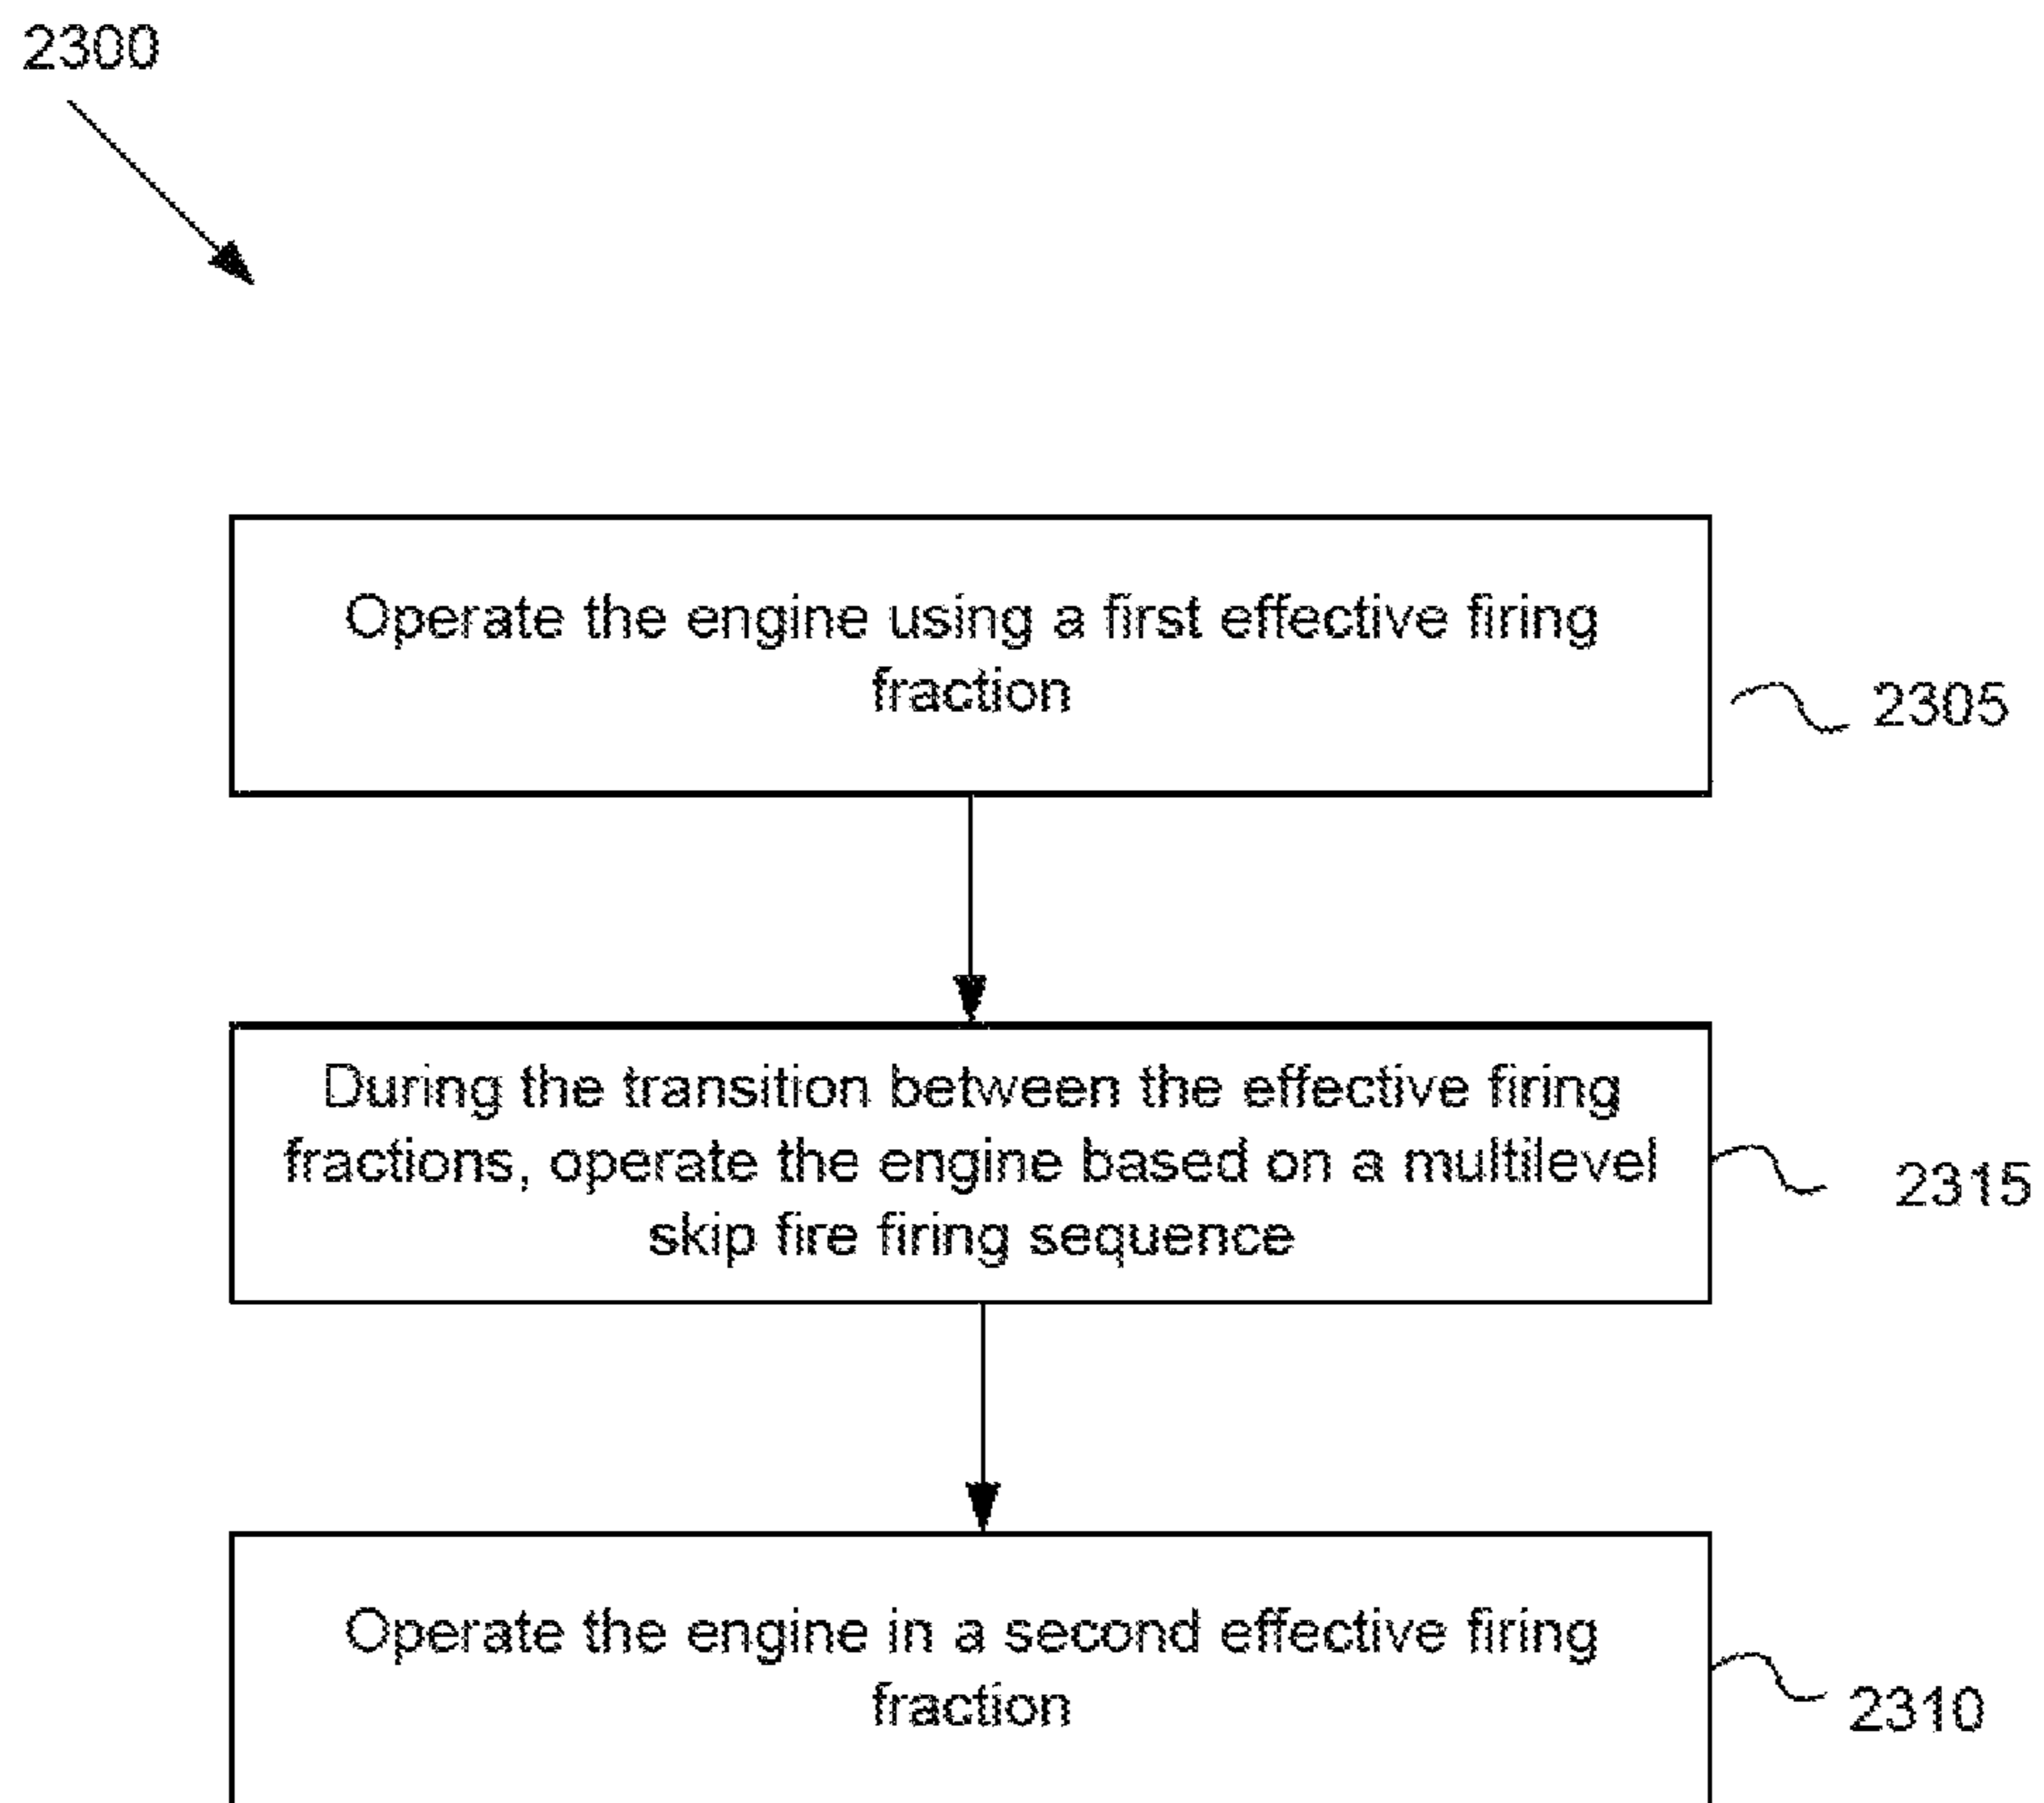 2300
Operate the engine using a first effective firing
fraction
2305
During the transition between the effective firing
fractions, operate the engine based on a multilevel
skip fire firing sequence
2315
Operate the engine in a second effective firing
fraction
2310